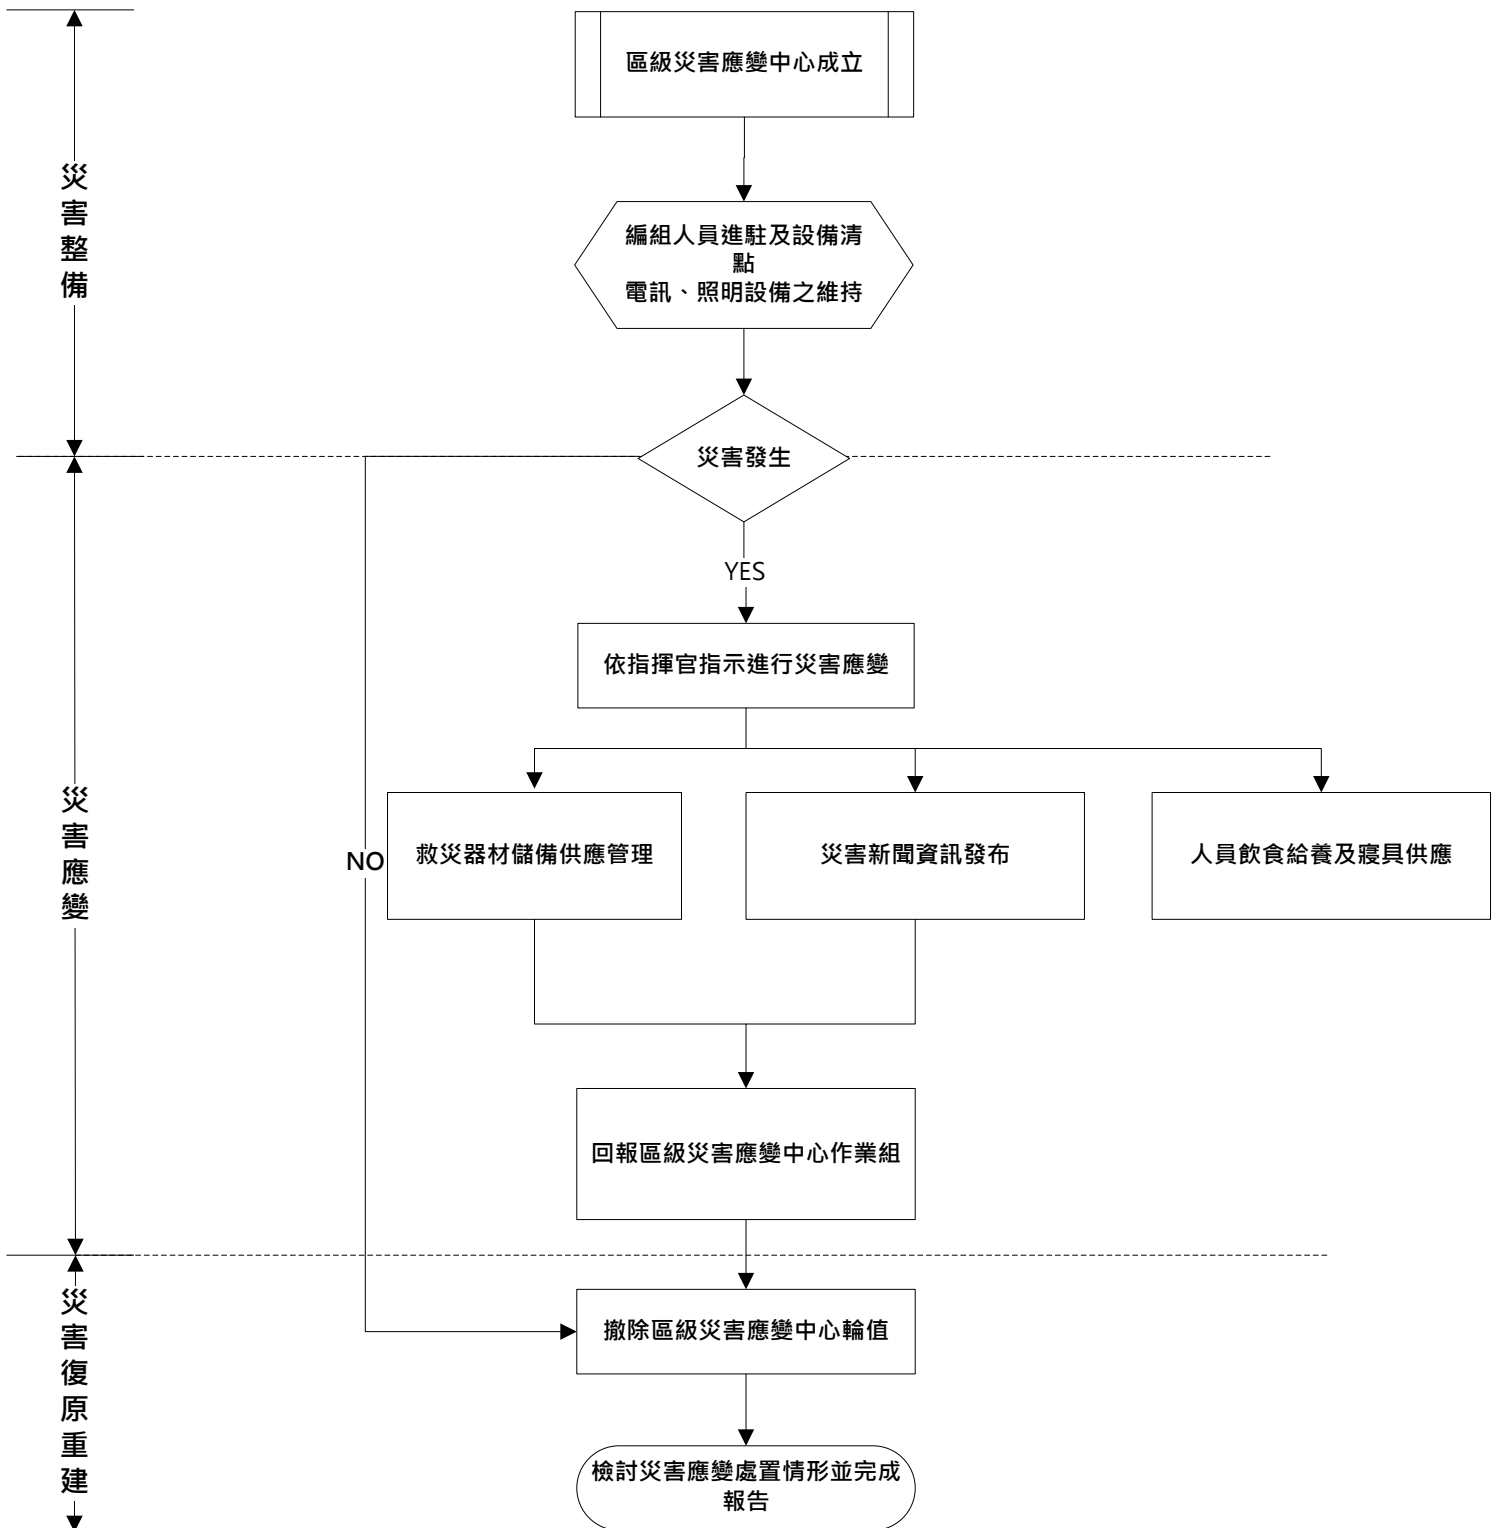 區級災害應變中心成立
災害整備
編組人員進駐及設備清
點
電訊、照明設備之維持
災害發生
YES
依指揮官指示進行災害應變
災害應變
NO
救災器材儲備供應管理
災害新聞資訊發布
人員飲食給養及寢具供應
回報區級災害應變中心作業組
災害復原重建
撤除區級災害應變中心輪值
檢討災害應變處置情形並完成
報告